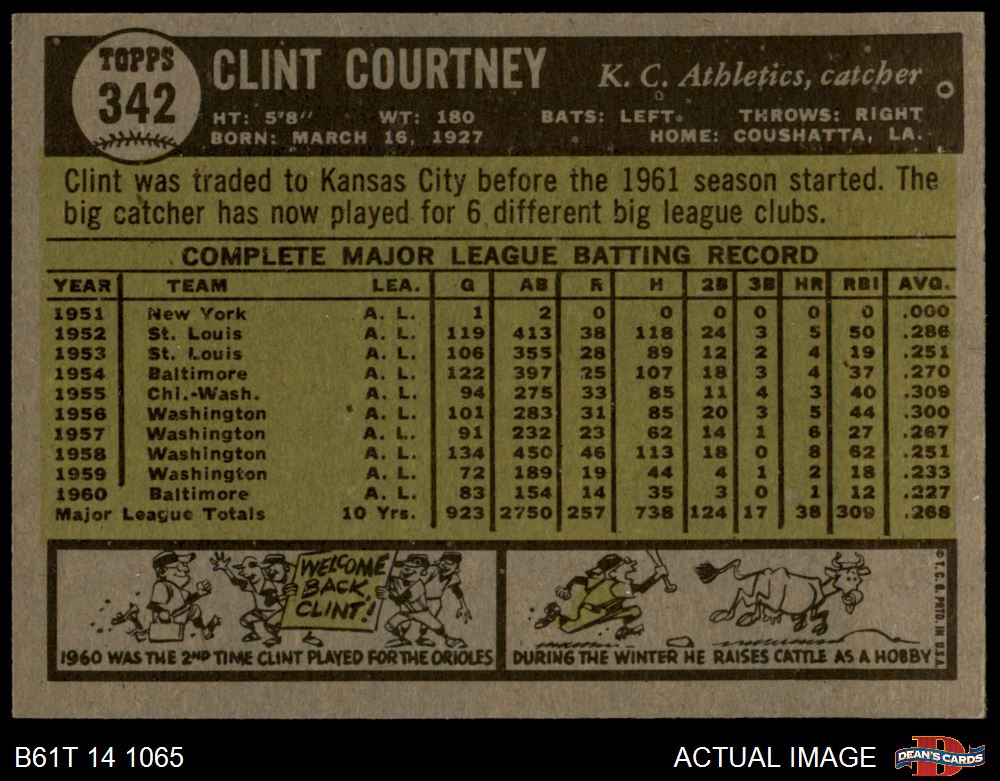 TOPPS
342
CLINT COURTNEY
K. C. Athletics, catcher
HT: 5'8" WT: 180 BATS: LEFT THROWS: RIGHT
BORN: MARCH 16, 1927 HOME: COUSHATTA, LA.
Clint was traded to Kansas City before the 1961 season started. The
big catcher has now played for 6 different big league clubs.
COMPLETE MAJOR LEAGUE BATTING RECORD
YEAR TEAM LEA. G AB R H 2B 3B HR RBI AVG.
1951 New York A. L. 1 2 0 0 0 0 0 0 .000
1952 St. Louis A. L. 119 413 38 118 24 3 5 50 .286
1953 St. Louis A. L. 106 355 28 89 12 2 4 19 .251
1954 Baltimore A. L. 122 397 25 107 18 3 4 37 .270
1955 Chi.-Wash. A. L. 94 275 33 85 11 4 3 40 .309
1956 Washington A. L. 101 283 31 85 20 3 5 44 .300
1957 Washington A. L. 91 232 23 62 14 1 6 27 .267
1958 Washington A. L. 134 450 46 113 18 0 8 62 .251
1959 Washington A. L. 72 189 19 44 4 1 2 18 .233
1960 Baltimore A. L. 83 154 14 35 3 0 1 12 .227
Major League Totals 10 Yrs. 923 2750 257 738 124 17 38 309 .268
WELCOME
BACK,
CLINT!
1960 WAS THE 2ND TIME CLINT PLAYED FOR THE ORIOLES
DURING THE WINTER HE RAISES CATTLE AS A HOBBY
© T. C. G. PRTD. IN U.S.A.
B61T 14 1065
ACTUAL IMAGE
D
DEAN'S CARDS